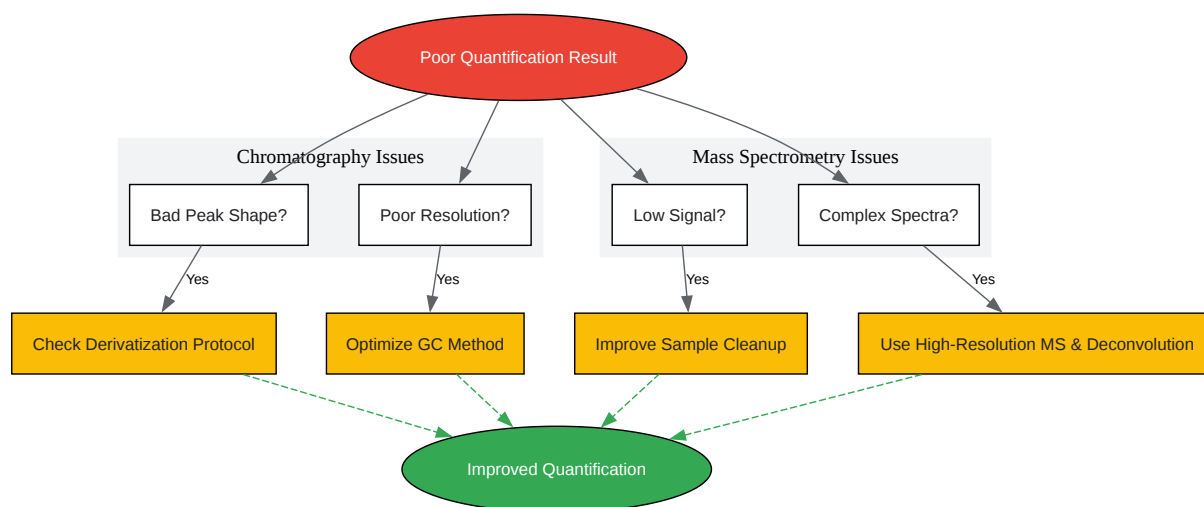 Poor Quantification Result
Chromatography Issues
Mass Spectrometry Issues
Bad Peak Shape?
Poor Resolution?
Low Signal?
Complex Spectra?
Yes
Yes
Yes
Yes
Check Derivatization Protocol
Optimize GC Method
Improve Sample Cleanup
Use High-Resolution MS & Deconvolution
Improved Quantification